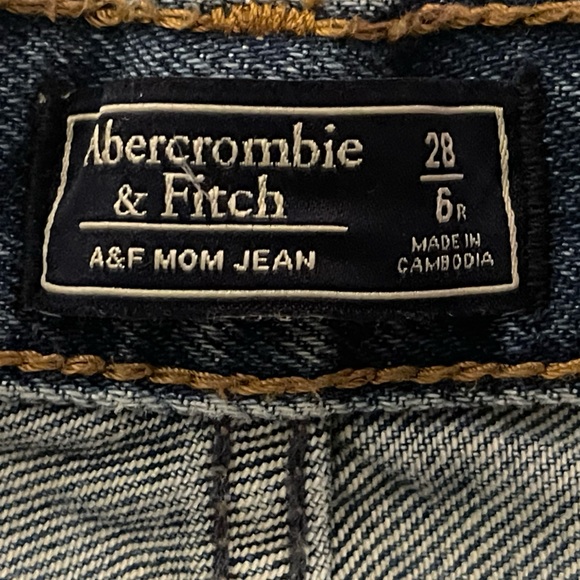 Abercrombie
& Fitch
A&F MOM JEAN
28
6R
MADE IN
CAMBODIA